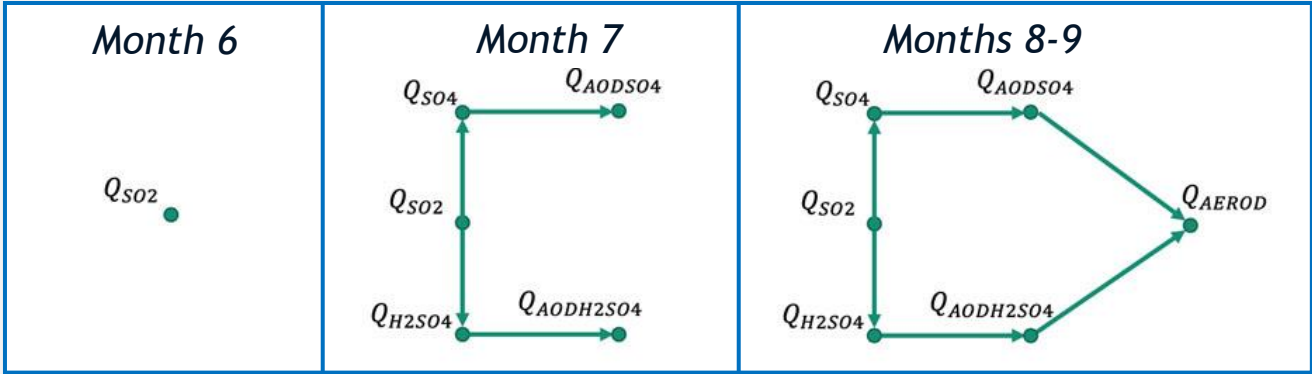 Month 6
Q_SO2
Month 7
Q_SO4
Q_AODSO4
Q_SO2
Q_H2SO4
Q_AODH2SO4
Months 8-9
Q_SO4
Q_AODSO4
Q_SO2
Q_AEROD
Q_H2SO4
Q_AODH2SO4